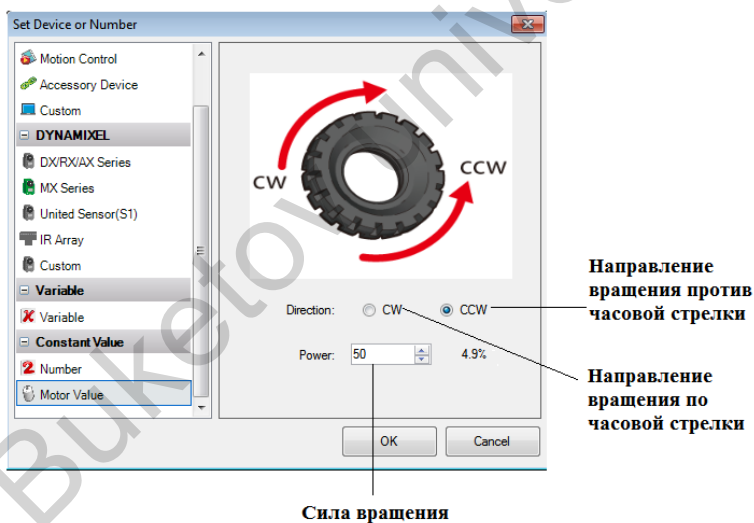 Set Device or Number
Motion Control
Accessory Device
Custom
DYNAMIXEL
DX/RX/AX Series
MX Series
United Sensor(S1)
IR Array
Custom
Variable
Variable
Constant Value
Number
Motor Value
CW
CCW
Direction: CW CCW
Power: 50 4.9%
OK Cancel
Направление
вращения против
часовой стрелки
Направление
вращения по
часовой стрелки
Сила вращения